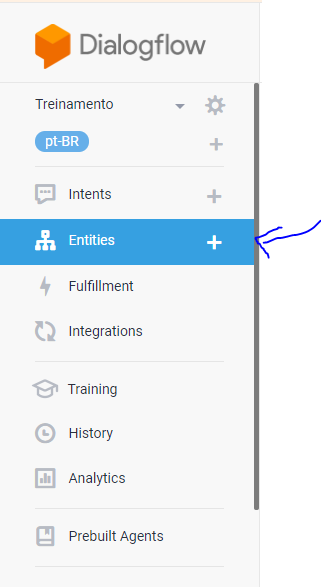 Dialogflow
Treinamento
pt-BR
Intents
Entities
Fulfillment
Integrations
Training
History
Analytics
Prebuilt Agents